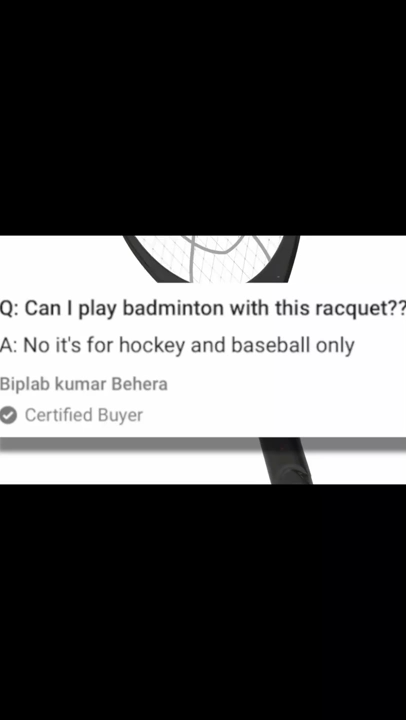 Q: Can I play badminton with this racquet??
A: No it's for hockey and baseball only
Biplab kumar Behera
Certified Buyer